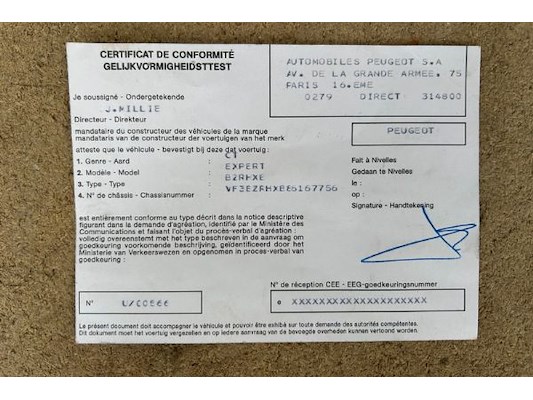 CERTIFICAT DE CONFORMITÉ
GELIJKVORMIGHEIDSTTEST
AUTOMOBILES PEUGEOT S.A
AV. DE LA GRANDE ARMEE. 75
PARIS 16.EME
0279 DIRECT: 314800
Je soussigné - Ondergetekende
J.MILLIE
Directeur - Direkteur
mandataire du constructeur des véhicules de la marque
mandataris van de constructeur der voertuigen van het merk
PEUGEOT
atteste que le véhicule - bevestigt bij deze dat voertuig :
1. Genre - Aard : CT
2. Modèle - Model : EXPERT
3. Type - Type : BZRHXE
4. N° de châssis - Chassisnummer : VF3BZRHXB86167756
Fait à Nivelles
Gedaan te Nivelles
le :
op :
Signature - Handtekening
est entièrement conforme au type décrit dans la notice descriptive
figurant dans la demande d'agréation, identifié par le Ministère des
Communications et faisant l'objet du procès-verbal d'agréation :
volledig overeenstemt met het type beschreven in de aanvraag om
goedkeuring voorkomende beschrijving, geïdentificeerd door het
Ministerie van Verkeerswezen en opgenomen in proces-verbal van
goedkeuring :
N°
N° de réception CEE - EEG-goedkeuringsnummer
e XXXXXXXXXXXXXXXXXXXX
Le présent document doit accompagner le véhicule et pouvoir être exhibé sur toute demande des autorités compétentes.
Dit document moet het voertuig vergezellen en op iedere aanvraag van de bevoegde overheden kunnen vertoond worden.